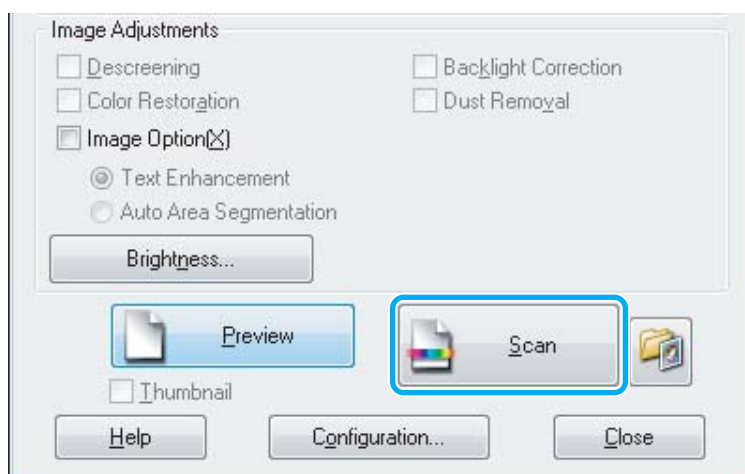 Image Adjustments
Descreening
Backlight Correction
Color Restoration
Dust Removal
Image Option(X)
Text Enhancement
Auto Area Segmentation
Brightness...
Preview
Scan
Thumbnail
Help
Configuration...
Close